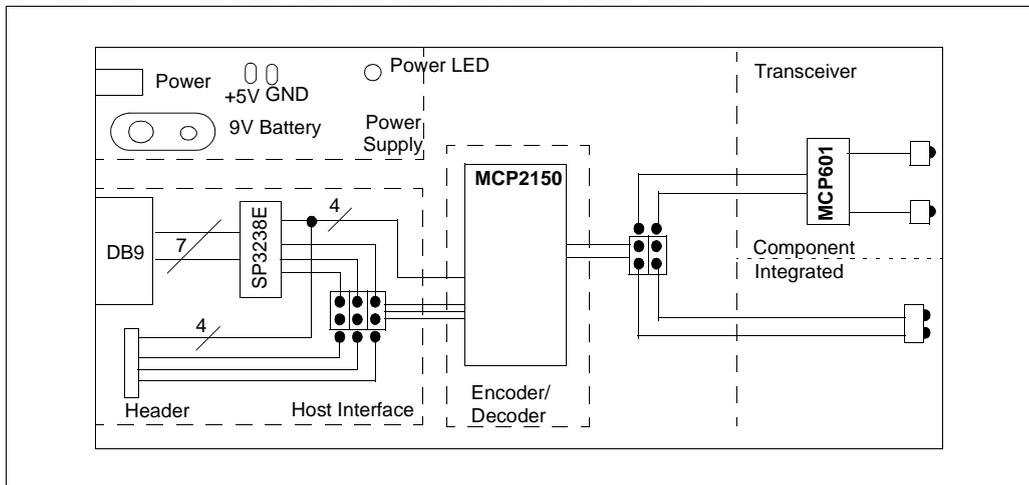 Power
+5V GND
Power LED
9V Battery
Power
Supply
Transceiver
MCP2150
MCP601
DB9
7
SP3238E
4
4
Component
Integrated
Header
Host Interface
Encoder/
Decoder